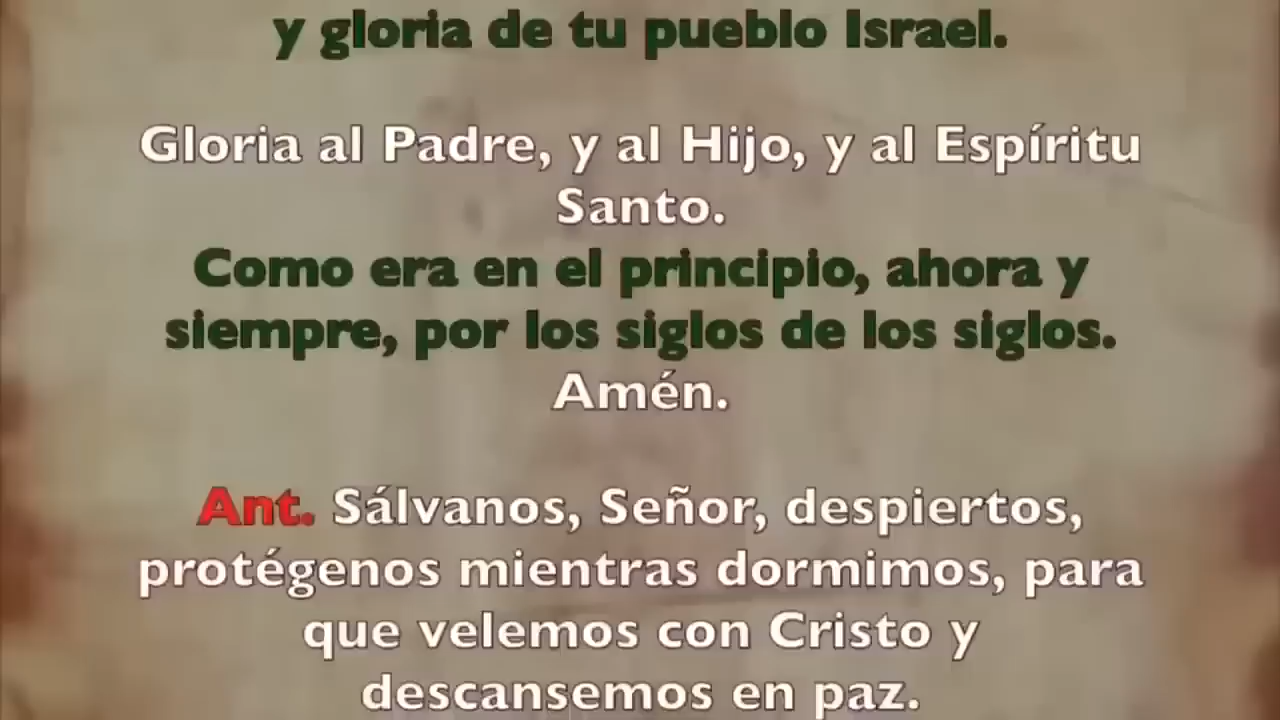 y gloria de tu pueblo Israel.
Gloria al Padre, y al Hijo, y al Espíritu
Santo.
Como era en el principio, ahora y
siempre, por los siglos de los siglos.
Amén.
Ant. Sálvanos, Señor, despiertos,
protégenos mientras dormimos, para
que velemos con Cristo y
descansemos en paz.